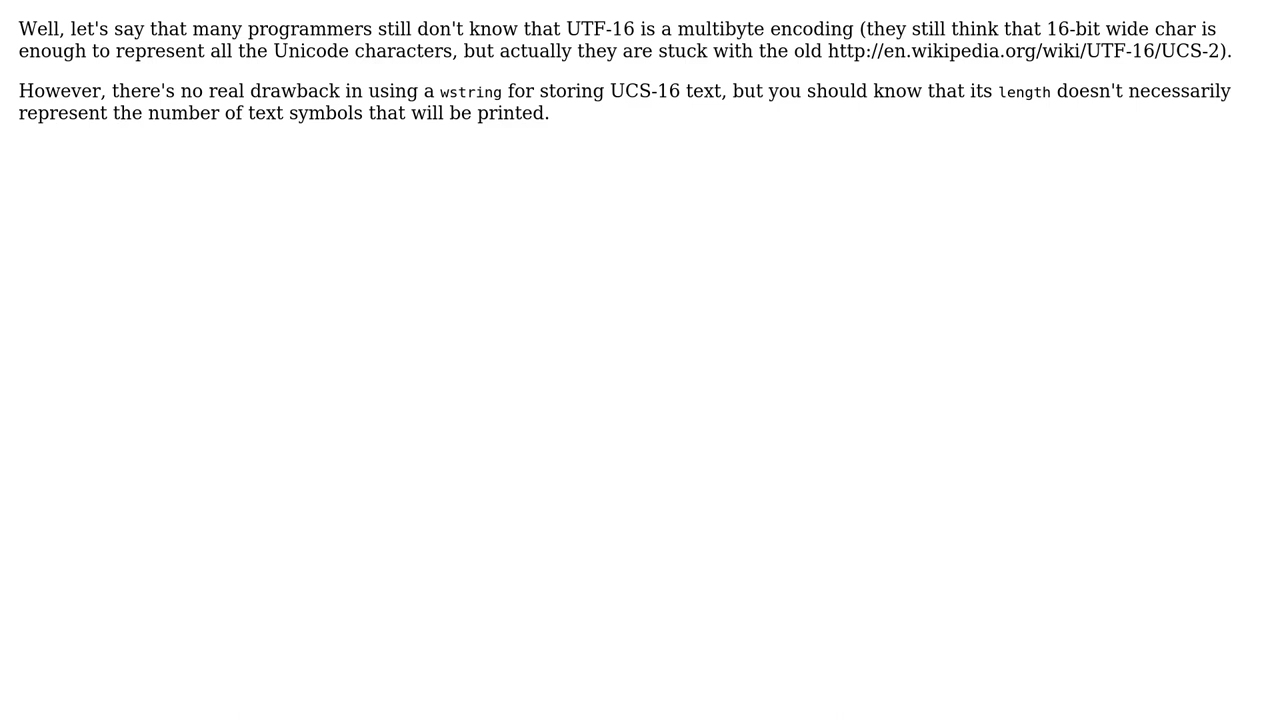 Well, let's say that many programmers still don't know that UTF-16 is a multibyte encoding (they still think that 16-bit wide char is
enough to represent all the Unicode characters, but actually they are stuck with the old http://en.wikipedia.org/wiki/UTF-16/UCS-2).
However, there's no real drawback in using a wstring for storing UCS-16 text, but you should know that its length doesn't necessarily
represent the number of text symbols that will be printed.